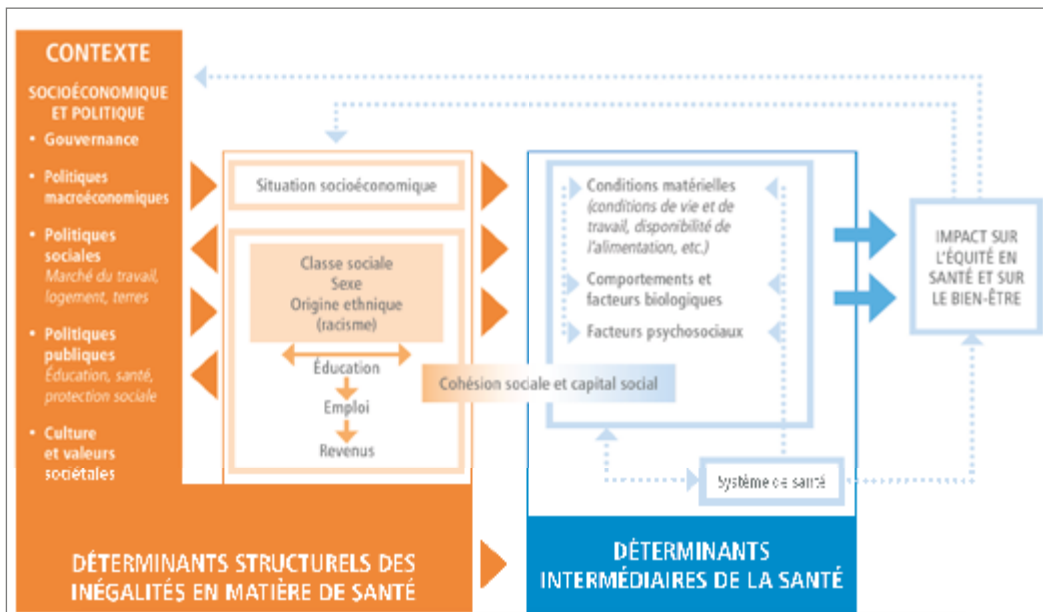 CONTEXTE
SOCIOÉCONOMIQUE
ET POLITIQUE
• Gouvernance
• Politiques
macroéconomiques
• Politiques
sociales
Marché du travail,
logement, terres
• Politiques
publiques
Éducation, santé,
protection sociale
• Culture
et valeurs
sociétales
Situation socioéconomique
Classe sociale
Sexe
Origine ethnique
(racisme)
Éducation
Emploi
Revenus
Cohésion sociale et capital social
Conditions matérielles
(conditions de vie et de
travail, disponibilité de
l'alimentation, etc.)
Comportements et
facteurs biologiques
Facteurs psychosociaux
Système de santé
IMPACT SUR
L'ÉQUITÉ EN
SANTÉ ET SUR
LE BIEN-ÊTRE
DÉTERMINANTS STRUCTURELS DES
INÉGALITÉS EN MATIÈRE DE SANTÉ
DÉTERMINANTS
INTERMÉDIAIRES DE LA SANTÉ